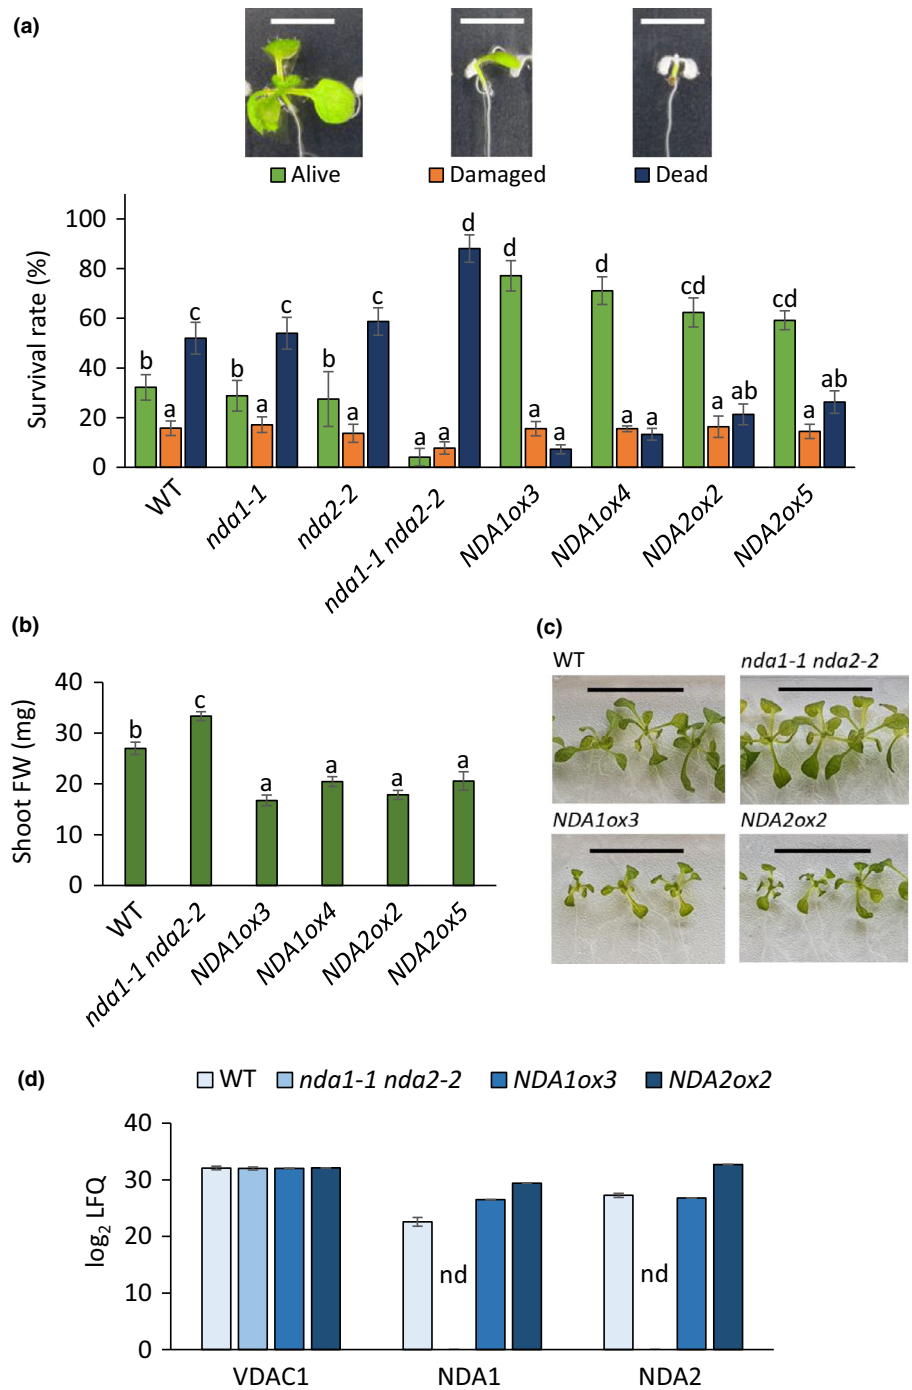 (a)
Alive Damaged Dead
Survival rate (%)
100
80
60
40
20
0
b a c
b a c
b a c
a a d
d a a
d a a
cd a ab
cd a ab
WT
nda1-1
nda2-2
nda1-1 nda2-2
NDA1ox3
NDA1ox4
NDA2ox2
NDA2ox5
(b)
Shoot FW (mg)
40
30
20
10
0
b c a a a a
WT
nda1-1 nda2-2
NDA1ox3
NDA1ox4
NDA2ox2
NDA2ox5
(c)
WT nda1-1 nda2-2
NDA1ox3 NDA2ox2
(d)
WT nda1-1 nda2-2 NDA1ox3 NDA2ox2
log₂ LFQ
40
30
20
10
0
nd nd
VDAC1 NDA1 NDA2